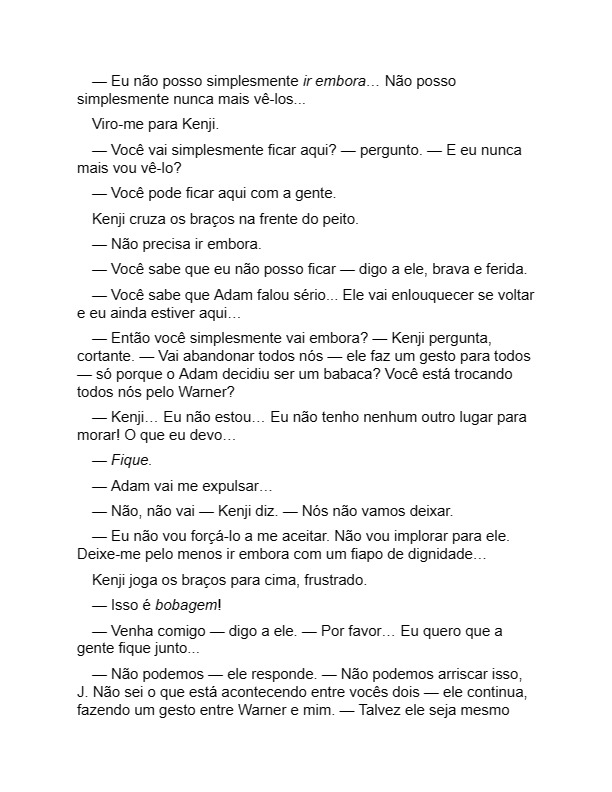 — Eu não posso simplesmente ir embora… Não posso
simplesmente nunca mais vê-los...
Viro-me para Kenji.
— Você vai simplesmente ficar aqui? — pergunto. — E eu nunca
mais vou vê-lo?
— Você pode ficar aqui com a gente.
Kenji cruza os braços na frente do peito.
— Não precisa ir embora.
— Você sabe que eu não posso ficar — digo a ele, brava e ferida.
— Você sabe que Adam falou sério... Ele vai enlouquecer se voltar
e eu ainda estiver aqui…
— Então você simplesmente vai embora? — Kenji pergunta,
cortante. — Vai abandonar todos nós — ele faz um gesto para todos
— só porque o Adam decidiu ser um babaca? Você está trocando
todos nós pelo Warner?
— Kenji… Eu não estou… Eu não tenho nenhum outro lugar para
morar! O que eu devo…
— Fique.
— Adam vai me expulsar…
— Não, não vai — Kenji diz. — Nós não vamos deixar.
— Eu não vou forçá-lo a me aceitar. Não vou implorar para ele.
Deixe-me pelo menos ir embora com um fiapo de dignidade…
Kenji joga os braços para cima, frustrado.
— Isso é bobagem!
— Venha comigo — digo a ele. — Por favor… Eu quero que a
gente fique junto...
— Não podemos — ele responde. — Não podemos arriscar isso,
J. Não sei o que está acontecendo entre vocês dois — ele continua,
fazendo um gesto entre Warner e mim. — Talvez ele seja mesmo